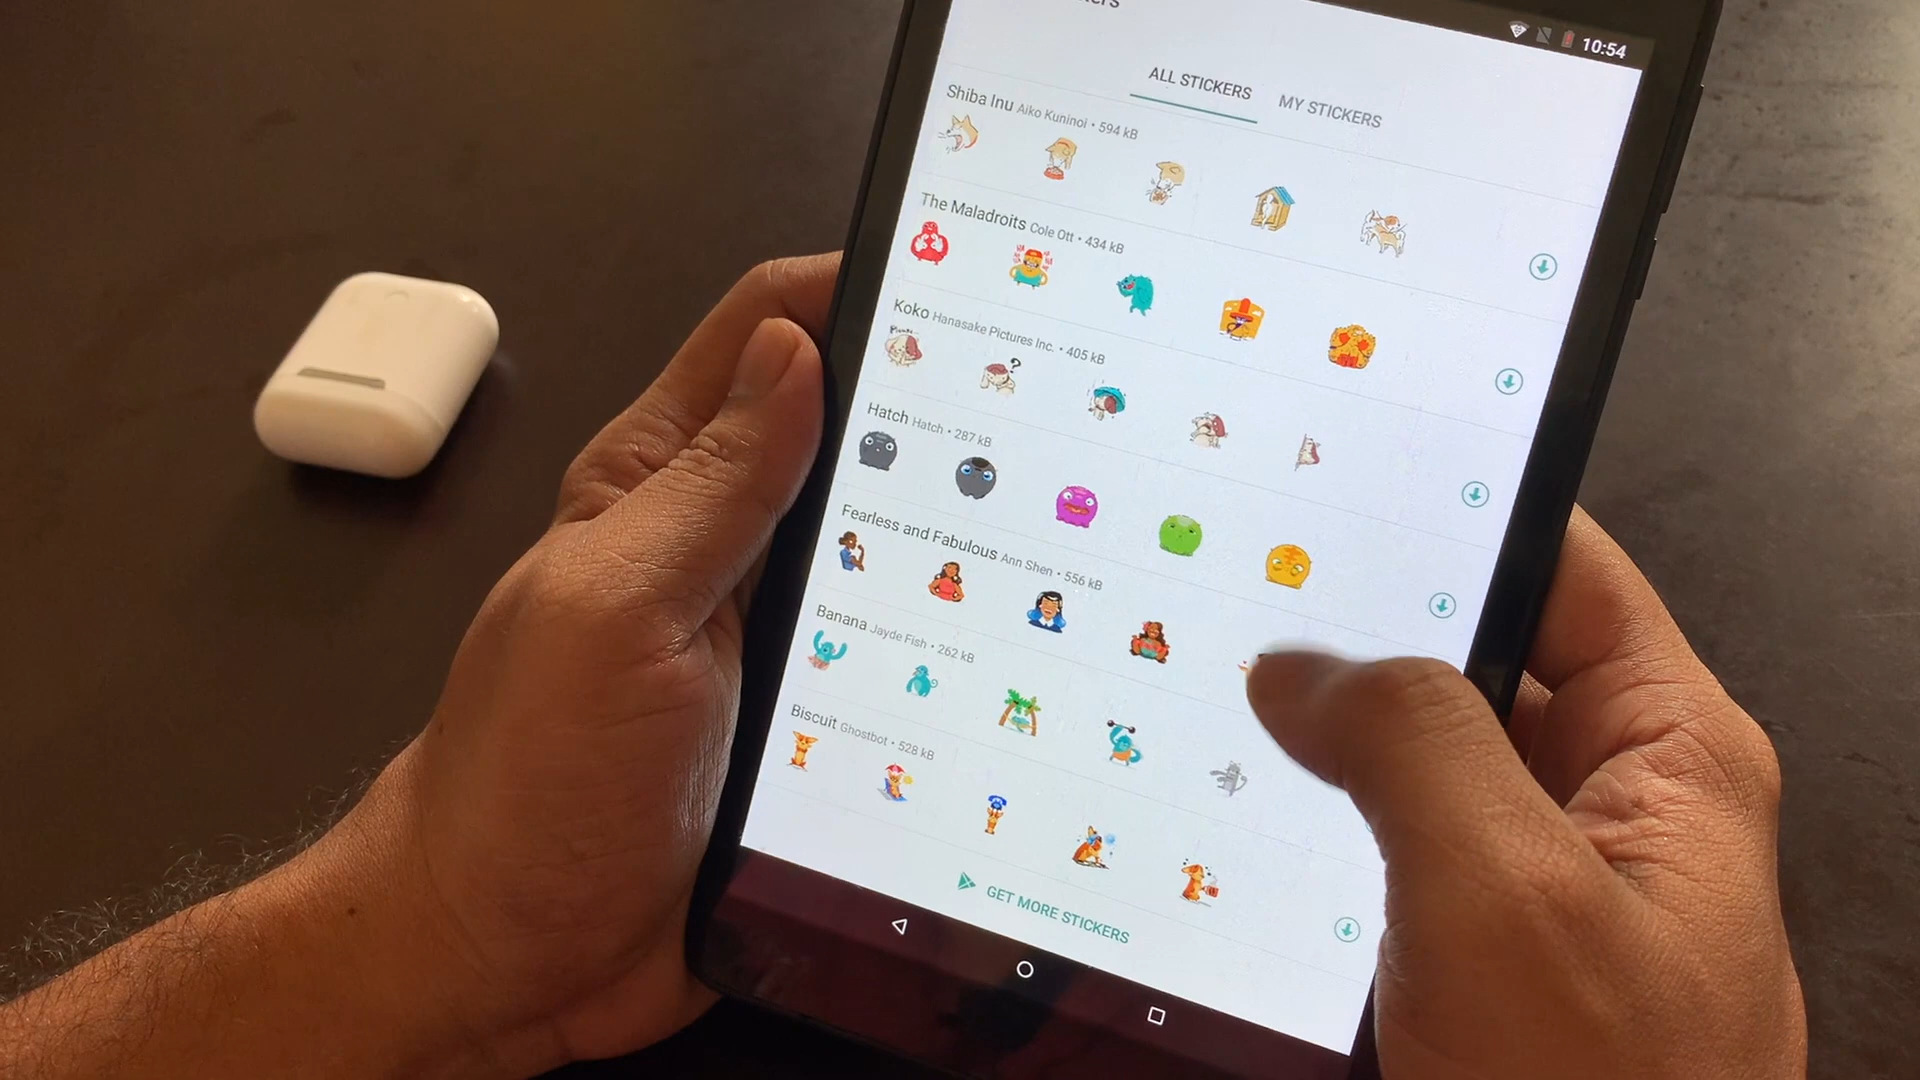 10:54
ALL STICKERS MY STICKERS
Shiba Inu Aiko Kuninoi • 594 kB
The Maladroits Cole Ott • 434 kB
Koko Hanasake Pictures Inc. • 405 kB
?
Hatch Hatch • 287 kB
Fearless and Fabulous Ann Shen • 556 kB
Banana Jayde Fish • 262 kB
Biscuit Ghostbot • 528 kB
GET MORE STICKERS